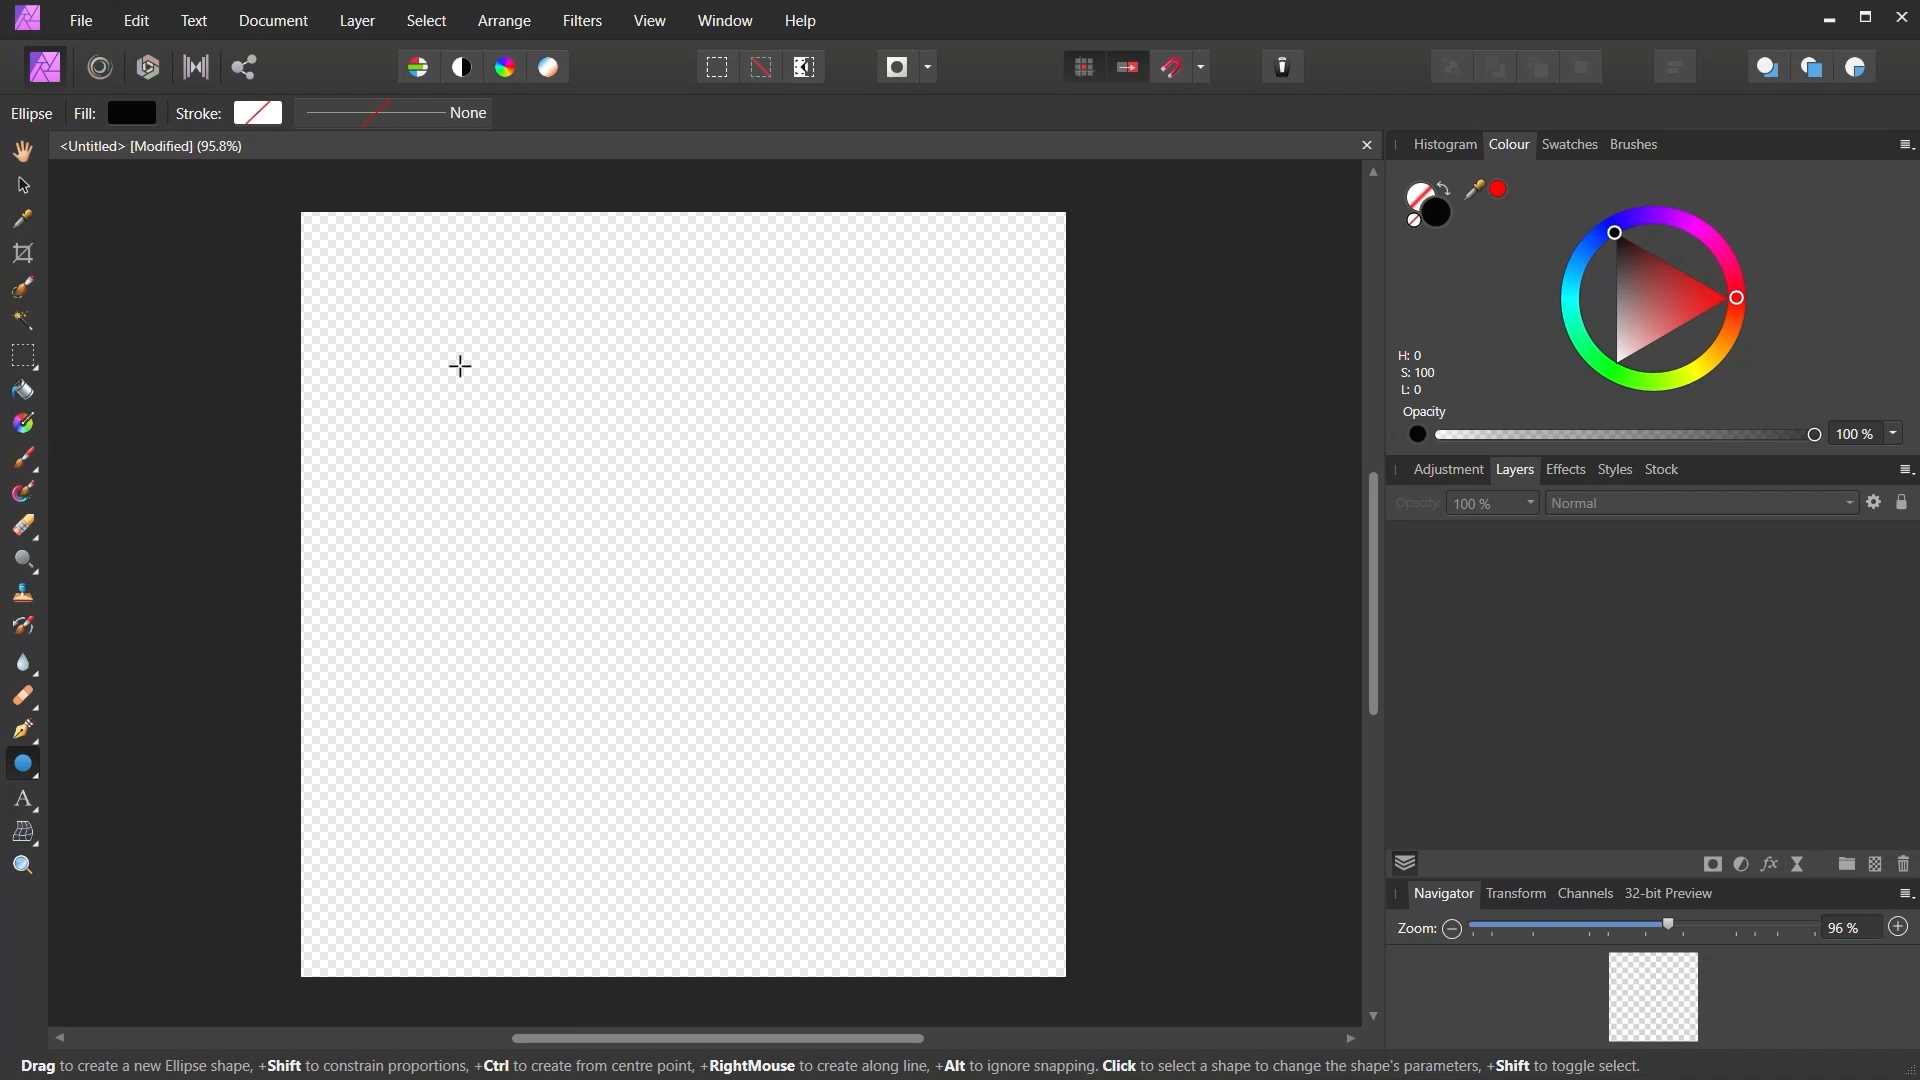 File Edit Text Document Layer Select Arrange Filters View Window Help
Ellipse Fill: Stroke: None
<Untitled> [Modified] (95.8%)
Histogram Colour Swatches Brushes
H: 0
S: 100
L: 0
Opacity
100 %
Adjustment Layers Effects Styles Stock
Opacity: 100 % Normal
Navigator Transform Channels 32-bit Preview
Zoom: 96 %
Drag to create a new Ellipse shape, +Shift to constrain proportions, +Ctrl to create from centre point, +RightMouse to create along line, +Alt to ignore snapping. Click to select a shape to change the shape's parameters, +Shift to toggle select.